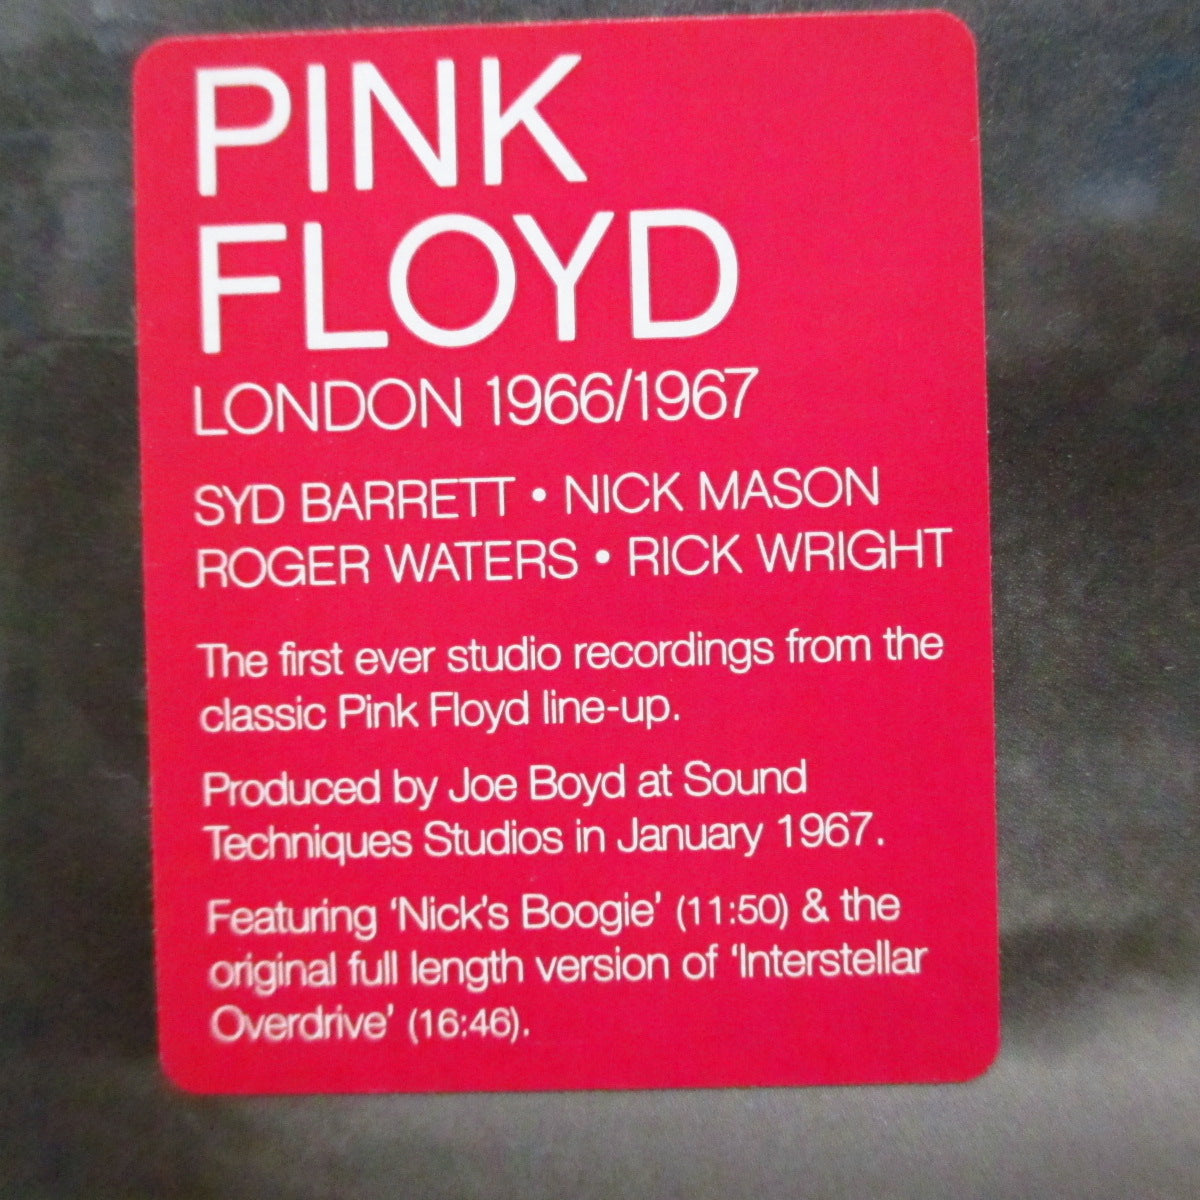 PINK
FLOYD
LONDON 1966/1967
SYD BARRETT • NICK MASON
ROGER WATERS • RICK WRIGHT
The first ever studio recordings from the
classic Pink Floyd line-up.
Produced by Joe Boyd at Sound
Techniques Studios in January 1967.
Featuring ‘Nick’s Boogie’ (11:50) & the
original full length version of ‘Interstellar
Overdrive’ (16:46).